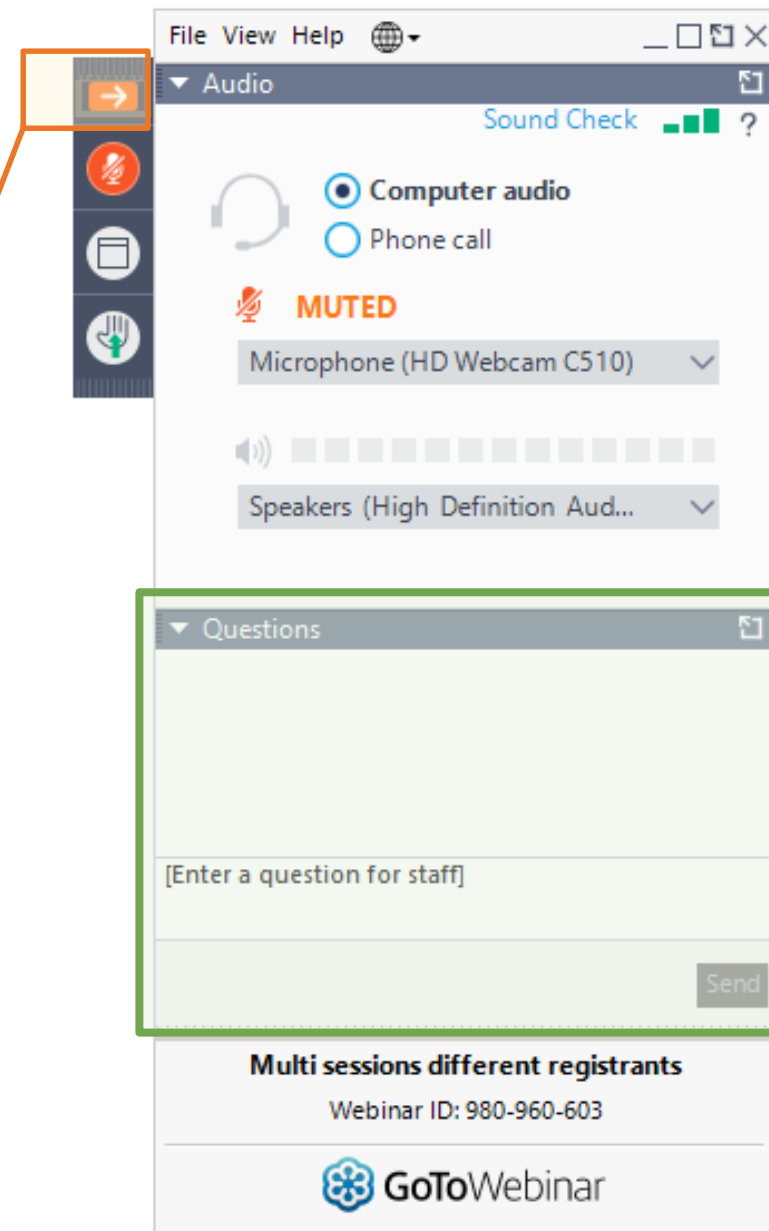 File View Help
Audio
Sound Check ?
Computer audio
Phone call
MUTED
Microphone (HD Webcam C510)
Speakers (High Definition Aud...
Questions
[Enter a question for staff]
Send
Multi sessions different registrants
Webinar ID: 980-960-603
GoToWebinar